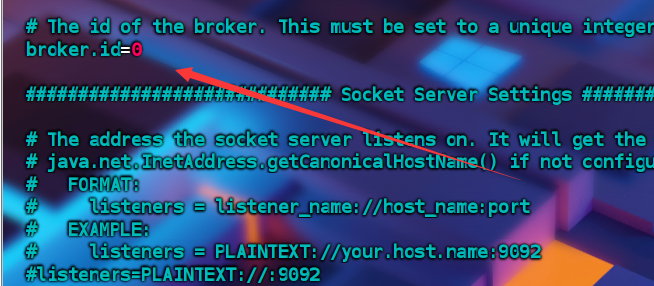 # The id of the broker. This must be set to a unique integer
broker.id=0
############################# Socket Server Settings #######
# The address the socket server listens on. It will get the
# java.net.InetAddress.getCanonicalHostName() if not configu
#   FORMAT:
#     listeners = listener_name://host_name:port
#   EXAMPLE:
#     listeners = PLAINTEXT://your.host.name:9092
#listeners=PLAINTEXT://:9092